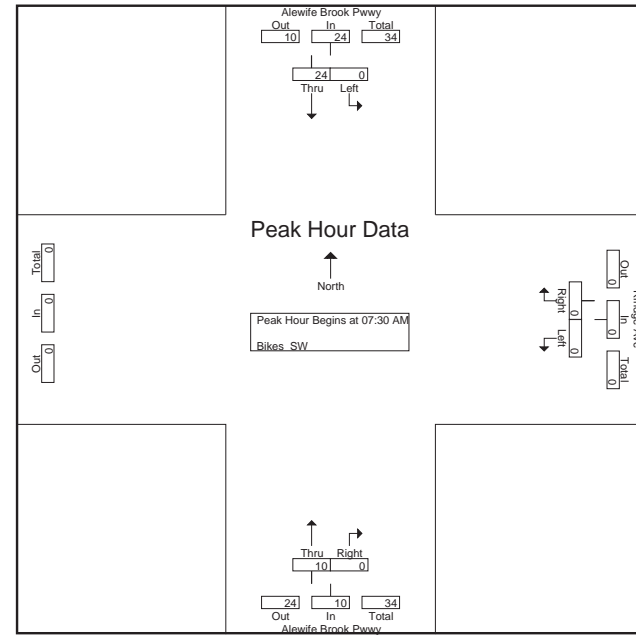 Alewife Brook Pwwy
Out In Total
10 24 34
24 0
Thru Left
Peak Hour Data
North
Peak Hour Begins at 07:30 AM
Bikes SW
Total 0
In 0
Out 0
Out 0
In 0
Total 0
Right 0
Left 0
Thru Right
10 0
24 10 34
Out In Total
Alewife Brook Pwwy